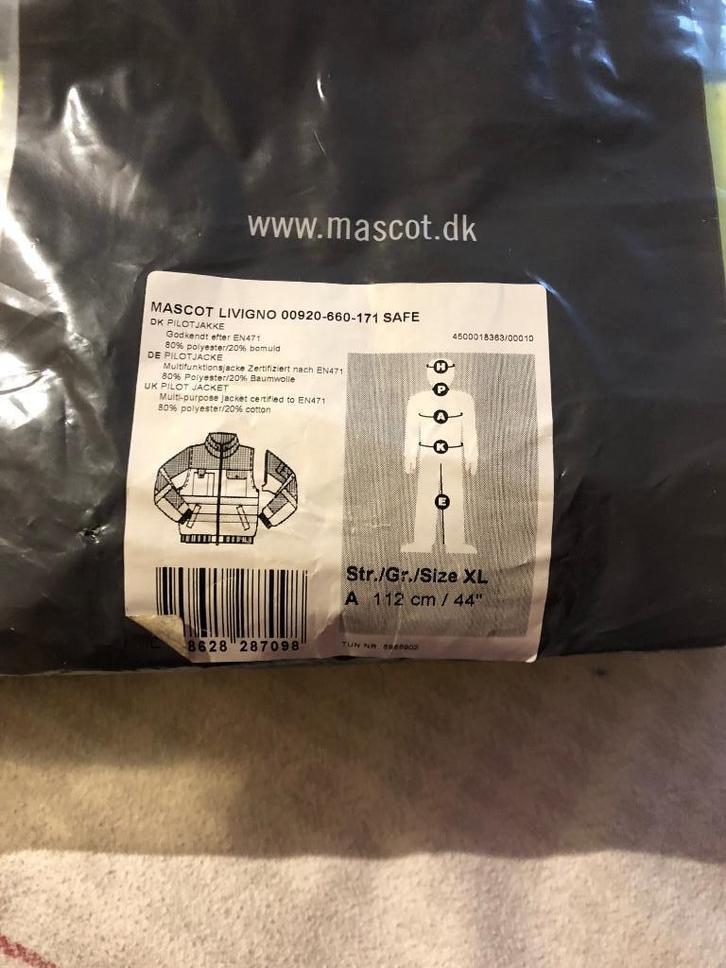 www.mascot.dk
MASCOT LIVIGNO 00920-660-171 SAFE
DK PILOTJAKKE
Godkendt efter EN471
80% polyester/20% bomuld
DE PILOTJACKE
Multifunktionsjacke Zertifiziert nach EN471
80% Polyester/20% Baumwolle
UK PILOT JACKET
Multi-purpose jacket certified to EN471
80% polyester/20% cotton
4500018363/00010
H
P
A
K
E
Str./Gr./Size XL
A 112 cm / 44"
8628 287098
TUN NR.